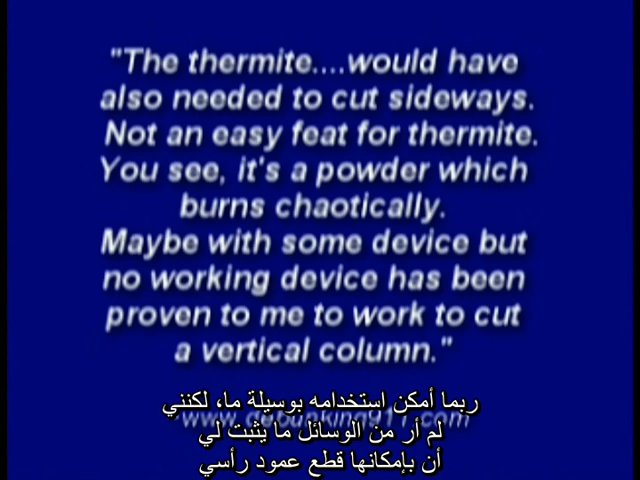 "The thermite....would have
also needed to cut sideways.
Not an easy feat for thermite.
You see, it's a powder which
burns chaotically.
Maybe with some device but
no working device has been
proven to me to work to cut
a vertical column."
ربما أمكن استخدامه بوسيلة ما، لكنني
www.debunking911.com
لم أر من الوسائل ما يثبت لي
أن بإمكانها قطع عمود رأسي